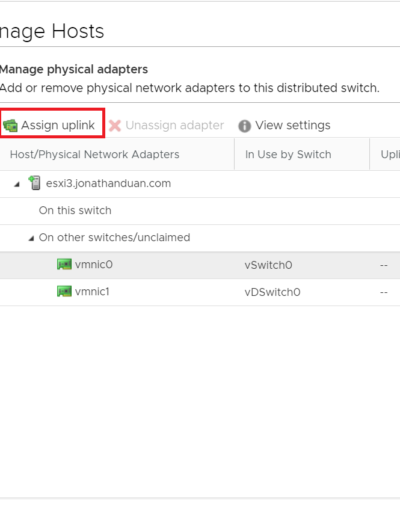 nage Hosts
Manage physical adapters
Add or remove physical network adapters to this distributed switch.
Assign uplink Unassign adapter View settings
Host/Physical Network Adapters In Use by Switch Upli
esxi3.jonathanduan.com
On this switch
On other switches/unclaimed
vmnic0 vSwitch0 --
vmnic1 vDSwitch0 --